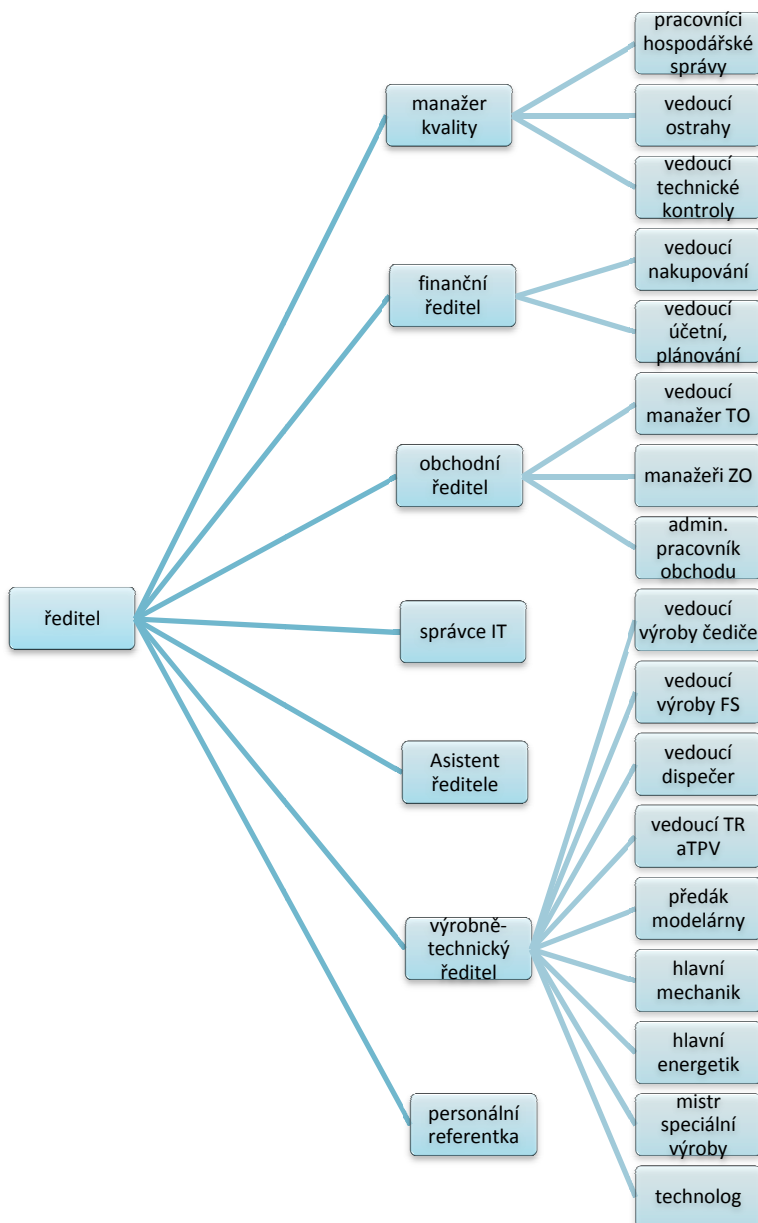 ředitel
manažer
kvality
pracovníci
hospodářské
správy
vedoucí
ostrahy
vedoucí
technické
kontroly
finanční
ředitel
vedoucí
nakupování
vedoucí
účetní,
plánování
obchodní
ředitel
vedoucí
manažer TO
manažeři ZO
admin.
pracovník
obchodu
správce IT
Asistent
ředitele
výrobně-
technický
ředitel
vedoucí
výroby čediče
vedoucí
výroby FS
vedoucí
dispečer
vedoucí TR
aTPV
předák
modelárny
hlavní
mechanik
hlavní
energetik
mistr
speciální
výroby
technolog
personální
referentka